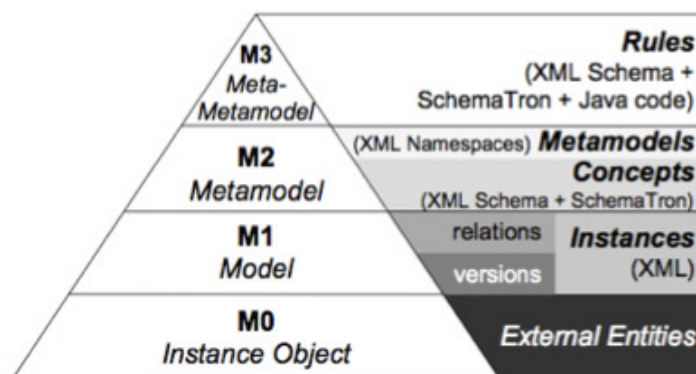 M3
Meta-
Metamodel
Rules
(XML Schema +
SchemaTron + Java code)
M2
Metamodel
(XML Namespaces) Metamodels
Concepts
(XML Schema + SchemaTron)
M1
Model
relations
versions
Instances
(XML)
M0
Instance Object
External Entities